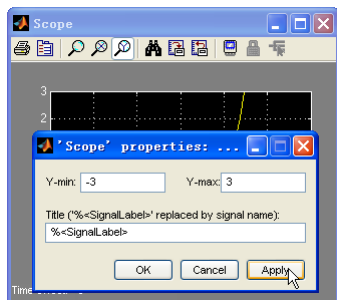 Scope
3
2
'Scope' properties: ...
Y-min: -3 Y-max: 3
Title ('%<SignalLabel>' replaced by signal name):
%<SignalLabel>
OK Cancel Apply
Time